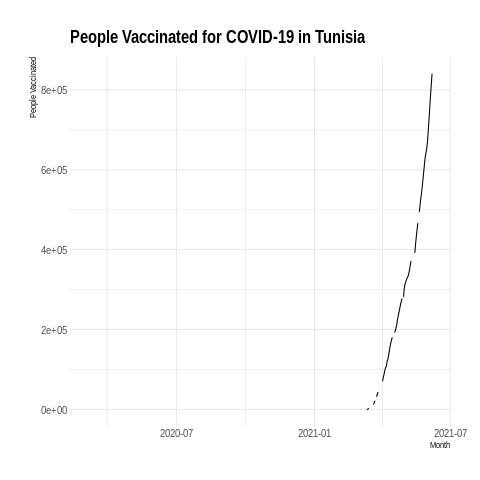 People Vaccinated for COVID-19 in Tunisia
People Vaccinated
8e+05
6e+05
4e+05
2e+05
0e+00
2020-07
2021-01
2021-07
Month